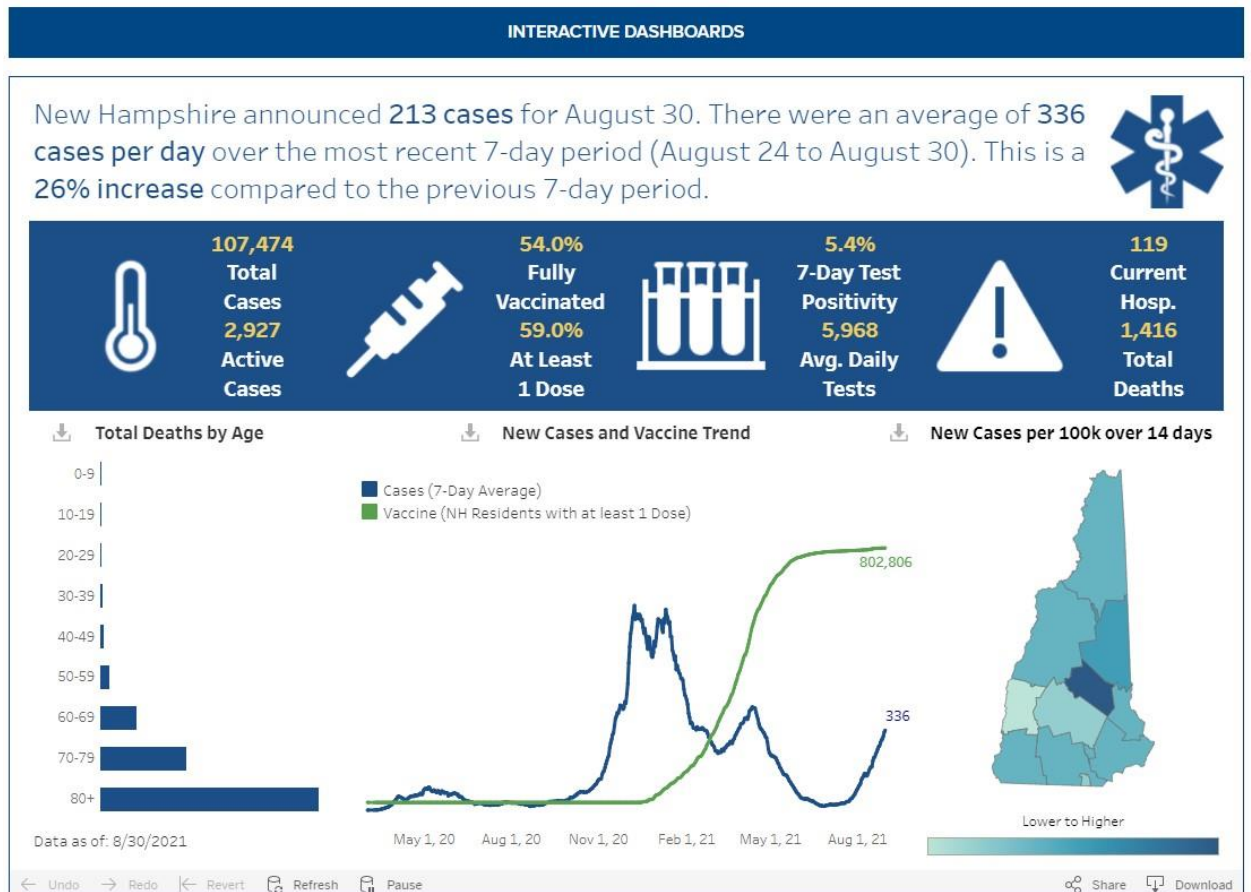 INTERACTIVE DASHBOARDS
New Hampshire announced 213 cases for August 30. There were an average of 336
cases per day over the most recent 7-day period (August 24 to August 30). This is a
26% increase compared to the previous 7-day period.
107,474
Total
Cases
2,927
Active
Cases
54.0%
Fully
Vaccinated
59.0%
At Least
1 Dose
5.4%
7-Day Test
Positivity
5,968
Avg. Daily
Tests
119
Current
Hosp.
1,416
Total
Deaths
Total Deaths by Age
0-9
10-19
20-29
30-39
40-49
50-59
60-69
70-79
80+
Data as of: 8/30/2021
New Cases and Vaccine Trend
Cases (7-Day Average)
Vaccine (NH Residents with at least 1 Dose)
802,806
336
May 1, 20 Aug 1, 20 Nov 1, 20 Feb 1, 21 May 1, 21 Aug 1, 21
New Cases per 100k over 14 days
Lower to Higher
Undo Redo Revert Refresh Pause Share Download